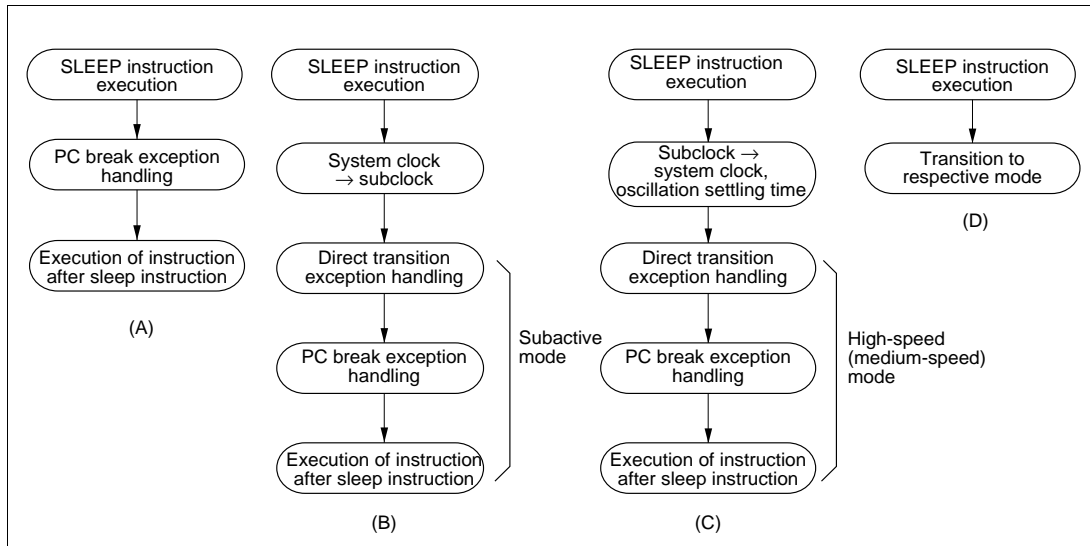 SLEEP instruction
execution
PC break exception
handling
Execution of instruction
after sleep instruction
(A)
SLEEP instruction
execution
System clock
→ subclock
Direct transition
exception handling
PC break exception
handling
Execution of instruction
after sleep instruction
Subactive
mode
(B)
SLEEP instruction
execution
Subclock →
system clock,
oscillation settling time
Direct transition
exception handling
PC break exception
handling
Execution of instruction
after sleep instruction
High-speed
(medium-speed)
mode
(C)
SLEEP instruction
execution
Transition to
respective mode
(D)